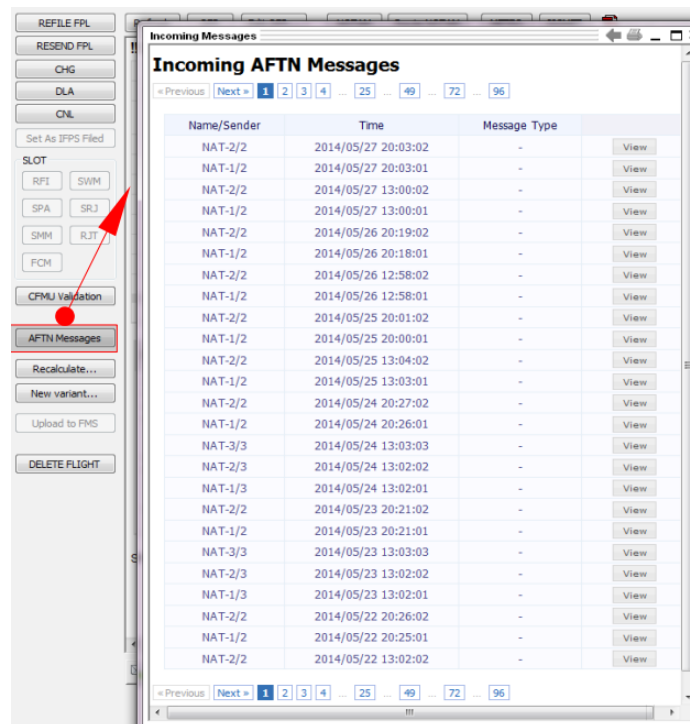 REFILE FPL
RESEND FPL
CHG
DLA
CNL
Set As IFPS Filed
SLOT
RFI SWM
SPA SRJ
SMM RJT
FCM
CFMU Validation
AFTN Messages
Recalculate...
New variant...
Upload to FMS
DELETE FLIGHT
Incoming Messages
Incoming AFTN Messages
« Previous Next » 1 2 3 4 ... 25 ... 49 ... 72 ... 96
Name/Sender Time Message Type
NAT-2/2 2014/05/27 20:03:02 - View
NAT-1/2 2014/05/27 20:03:01 - View
NAT-2/2 2014/05/27 13:00:02 - View
NAT-1/2 2014/05/27 13:00:01 - View
NAT-2/2 2014/05/26 20:19:02 - View
NAT-1/2 2014/05/26 20:18:01 - View
NAT-2/2 2014/05/26 12:58:02 - View
NAT-1/2 2014/05/26 12:58:01 - View
NAT-2/2 2014/05/25 20:01:02 - View
NAT-1/2 2014/05/25 20:00:01 - View
NAT-2/2 2014/05/25 13:04:02 - View
NAT-1/2 2014/05/25 13:03:01 - View
NAT-2/2 2014/05/24 20:27:02 - View
NAT-1/2 2014/05/24 20:26:01 - View
NAT-3/3 2014/05/24 13:03:03 - View
NAT-2/3 2014/05/24 13:02:02 - View
NAT-1/3 2014/05/24 13:02:01 - View
NAT-2/2 2014/05/23 20:21:02 - View
NAT-1/2 2014/05/23 20:21:01 - View
NAT-3/3 2014/05/23 13:03:03 - View
NAT-2/3 2014/05/23 13:02:02 - View
NAT-1/3 2014/05/23 13:02:01 - View
NAT-2/2 2014/05/22 20:26:02 - View
NAT-1/2 2014/05/22 20:25:01 - View
NAT-2/2 2014/05/22 13:02:02 - View
« Previous Next » 1 2 3 4 ... 25 ... 49 ... 72 ... 96